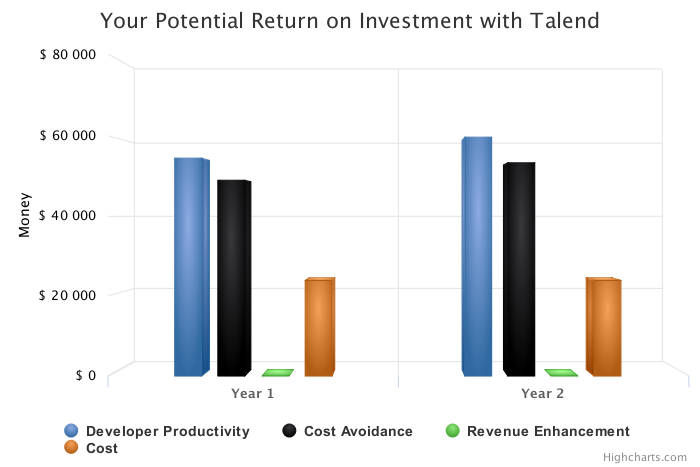 Your Potential Return on Investment with Talend
$ 80 000
$ 60 000
$ 40 000
$ 20 000
$ 0
Money
Year 1
Year 2
Developer Productivity
Cost Avoidance
Revenue Enhancement
Cost
Highcharts.com